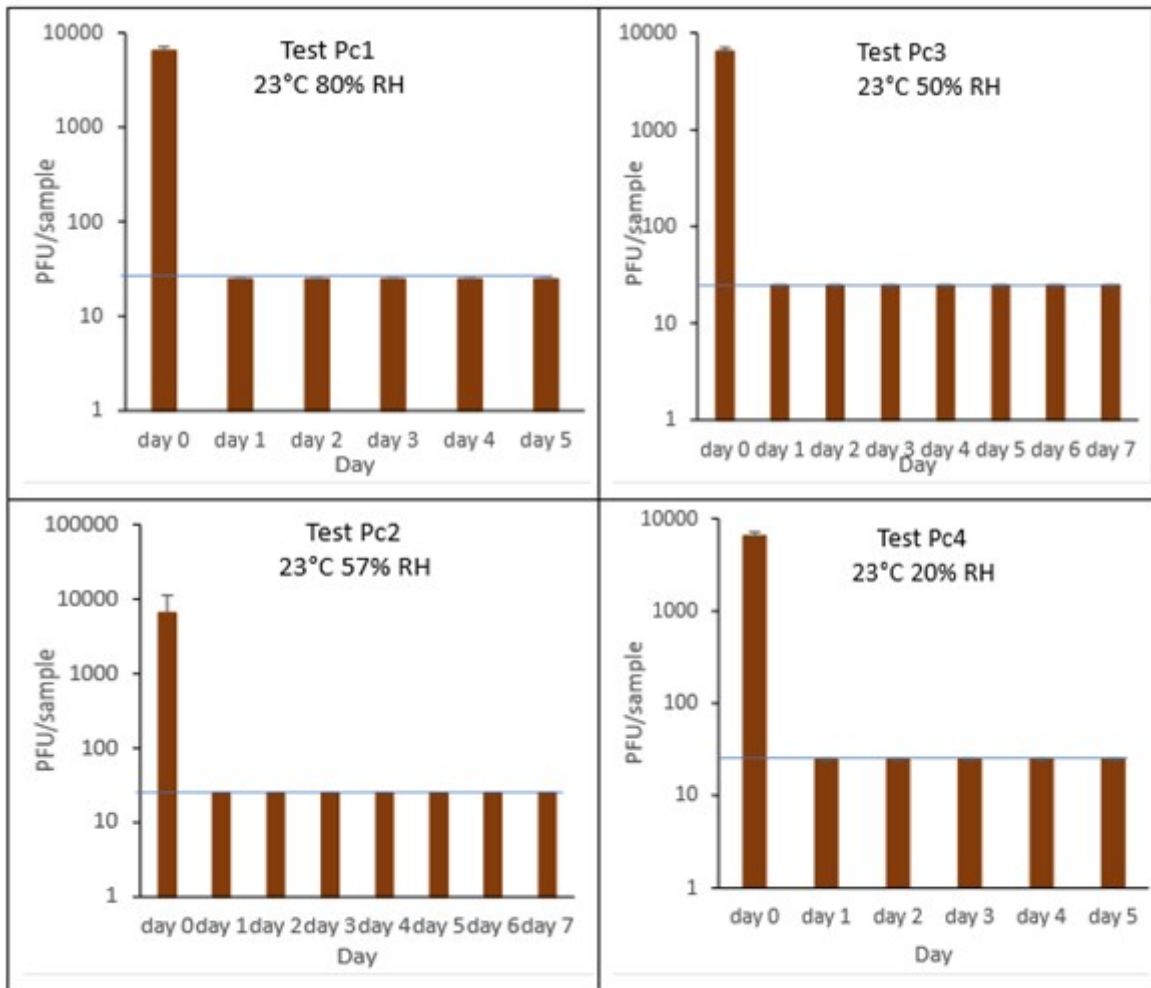 Test Pc1
23°C 80% RH
10000
1000
100
10
1
PFU/sample
day 0 day 1 day 2 day 3 day 4 day 5
Day
Test Pc3
23°C 50% RH
10000
1000
100
10
1
PFU/sample
day 0 day 1 day 2 day 3 day 4 day 5 day 6 day 7
Day
Test Pc2
23°C 57% RH
100000
10000
1000
100
10
1
PFU/sample
day 0 day 1 day 2 day 3 day 4 day 5 day 6 day 7
Day
Test Pc4
23°C 20% RH
10000
1000
100
10
1
PFU/sample
day 0 day 1 day 2 day 3 day 4 day 5
Day